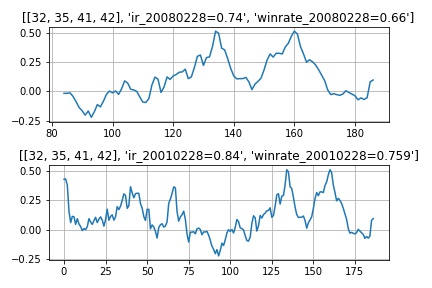 [[32, 35, 41, 42], 'ir_20080228=0.74', 'winrate_20080228=0.66']
0.50
0.25
0.00
−0.25
80 100 120 140 160 180
[[32, 35, 41, 42], 'ir_20010228=0.84', 'winrate_20010228=0.759']
0.50
0.25
0.00
−0.25
0 25 50 75 100 125 150 175